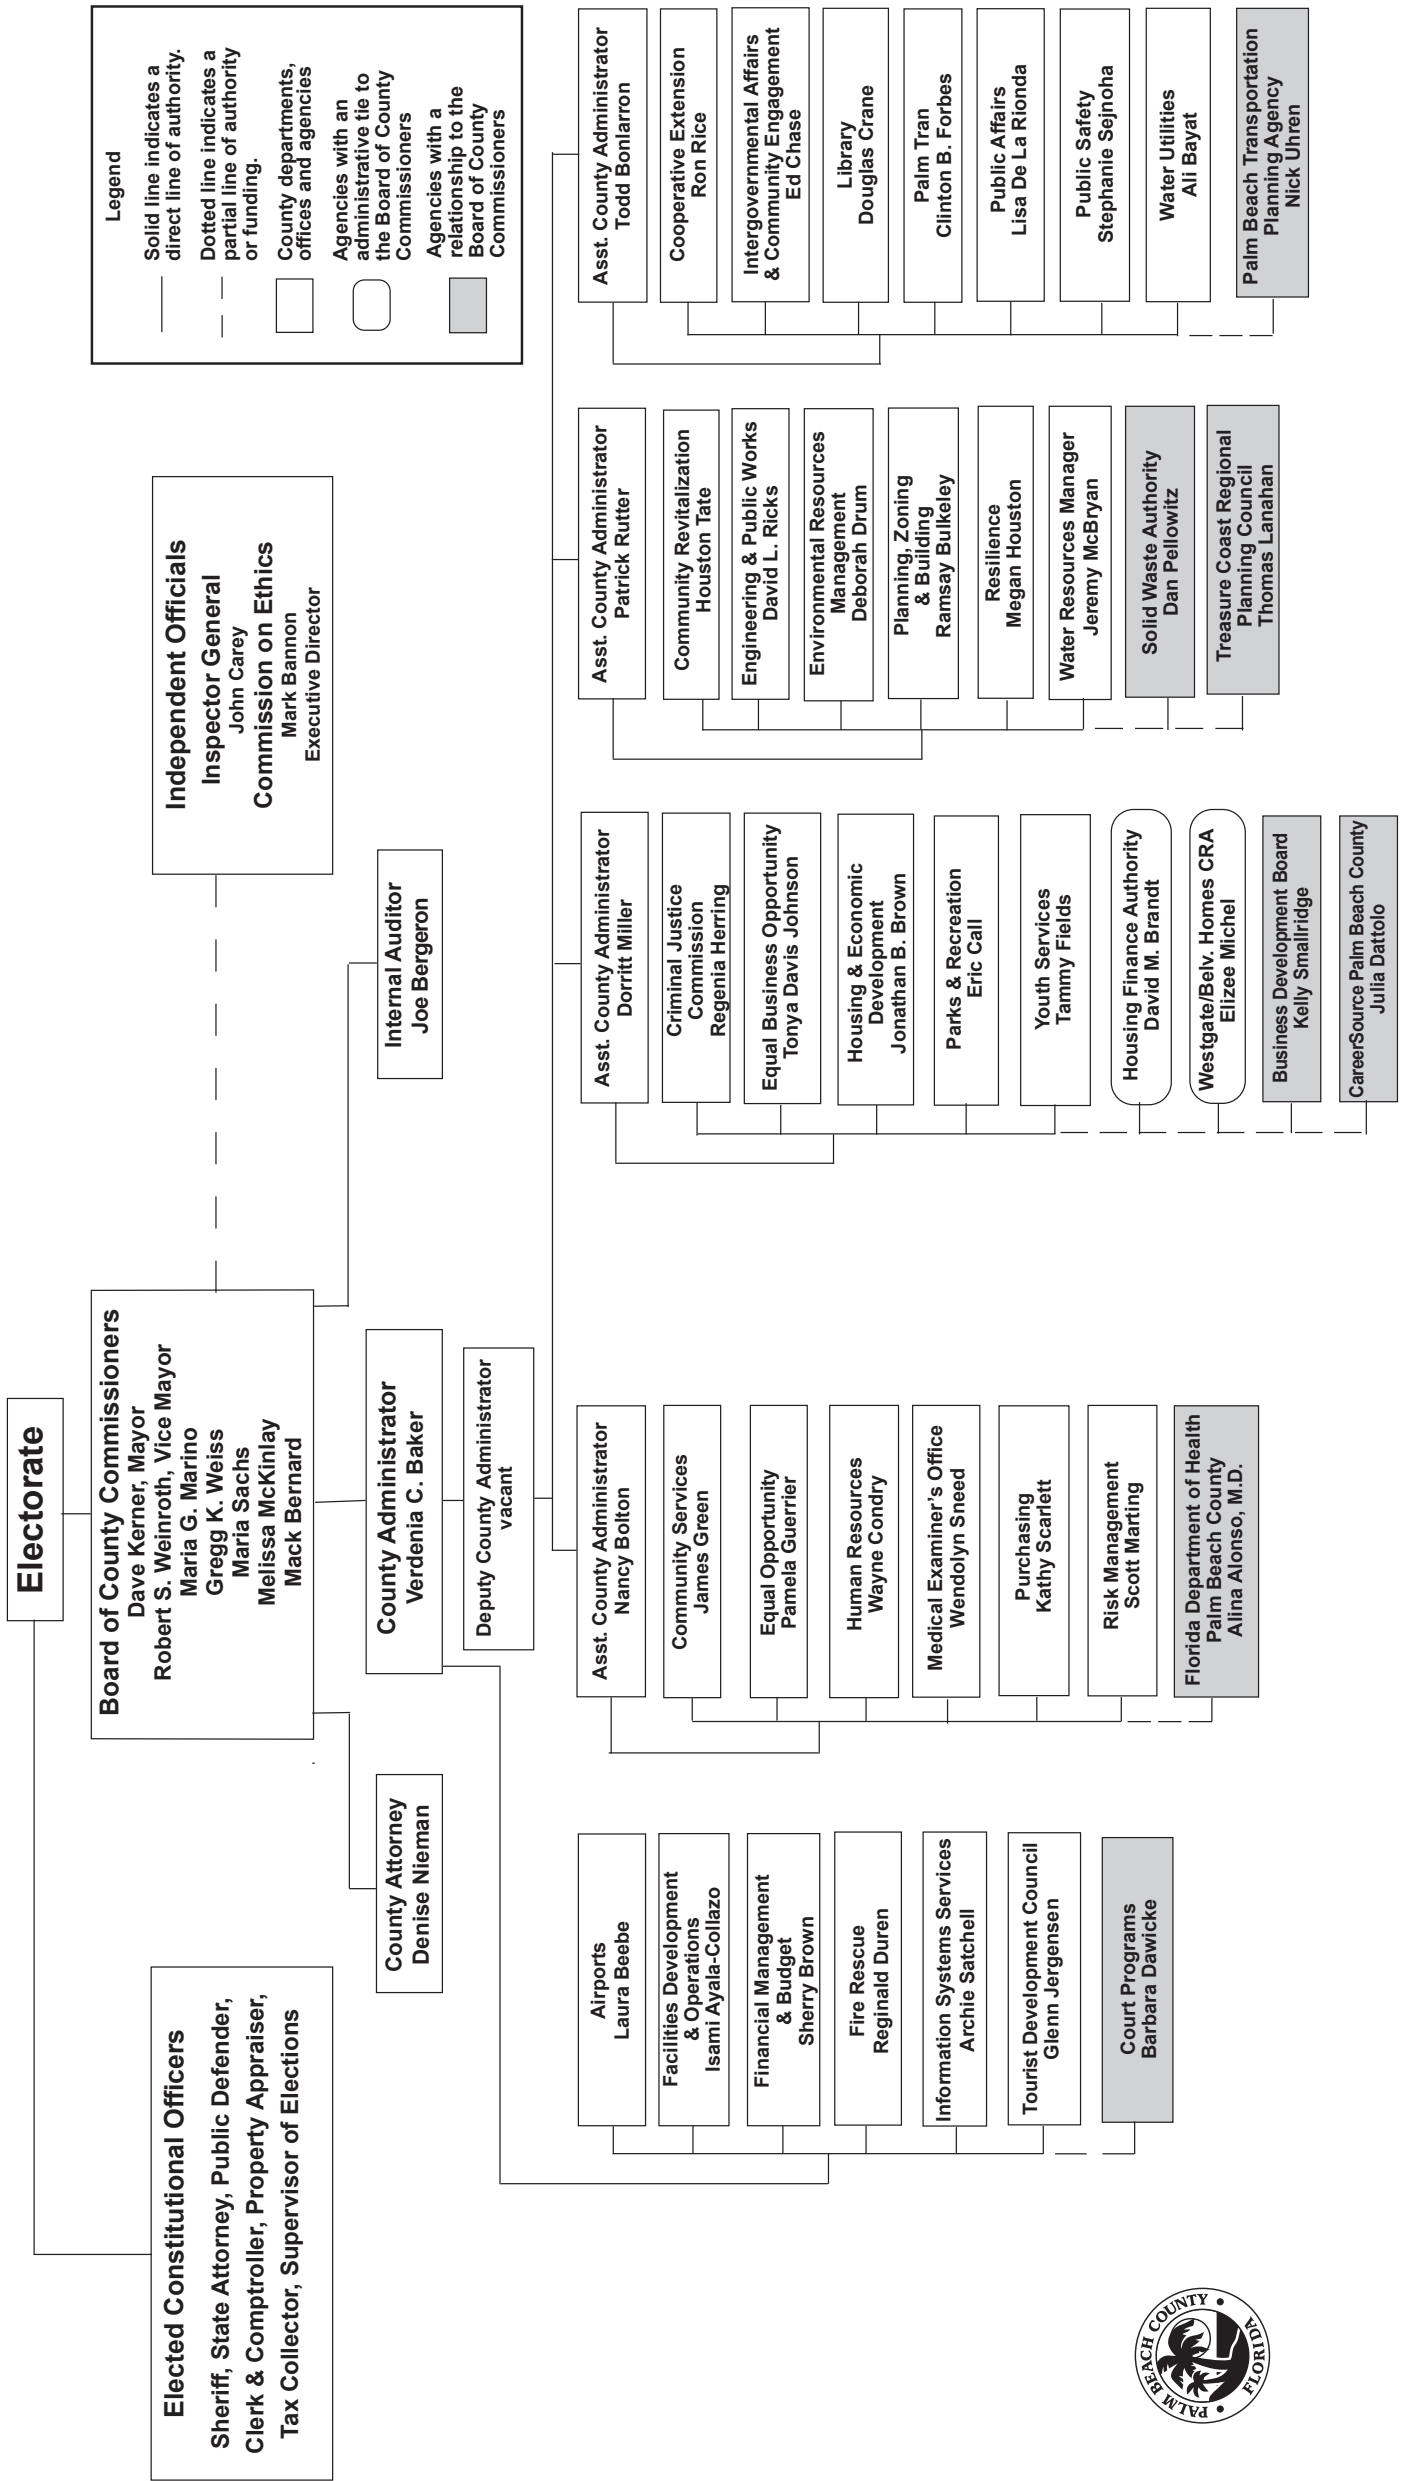 Electorate
Elected Constitutional Officers
Sheriff, State Attorney, Public Defender,
Clerk & Comptroller, Property Appraiser,
Tax Collector, Supervisor of Elections
Board of County Commissioners
Dave Kerner, Mayor
Robert S. Weinroth, Vice Mayor
Maria G. Marino
Gregg K. Weiss
Maria Sachs
Melissa McKinlay
Mack Bernard
Independent Officials
Inspector General
John Carey
Commission on Ethics
Mark Bannon
Executive Director
Legend
Solid line indicates a
direct line of authority.
Dotted line indicates a
partial line of authority
or funding.
County departments,
offices and agencies
Agencies with an
administrative tie to
the Board of County
Commissioners
Agencies with a
relationship to the
Board of County
Commissioners
County Attorney
Denise Nieman
County Administrator
Verdenia C. Baker
Internal Auditor
Joe Bergeron
Deputy County Administrator
vacant
Airports
Laura Beebe
Facilities Development
& Operations
Isami Ayala-Collazo
Financial Management
& Budget
Sherry Brown
Fire Rescue
Reginald Duren
Information Systems Services
Archie Satchell
Tourist Development Council
Glenn Jergensen
Court Programs
Barbara Dawicke
Asst. County Administrator
Nancy Bolton
Community Services
James Green
Equal Opportunity
Pamela Guerrier
Human Resources
Wayne Condry
Medical Examiner's Office
Wendolyn Sneed
Purchasing
Kathy Scarlett
Risk Management
Scott Marting
Florida Department of Health
Palm Beach County
Alina Alonso, M.D.
Asst. County Administrator
Dorritt Miller
Criminal Justice
Commission
Regenia Herring
Equal Business Opportunity
Tonya Davis Johnson
Housing & Economic
Development
Jonathan B. Brown
Parks & Recreation
Eric Call
Youth Services
Tammy Fields
Housing Finance Authority
David M. Brandt
Westgate/Belv. Homes CRA
Elizee Michel
Business Development Board
Kelly Smallridge
CareerSource Palm Beach County
Julia Dattolo
Asst. County Administrator
Patrick Rutter
Community Revitalization
Houston Tate
Engineering & Public Works
David L. Ricks
Environmental Resources
Management
Deborah Drum
Planning, Zoning
& Building
Ramsay Bulkeley
Resilience
Megan Houston
Water Resources Manager
Jeremy McBryan
Solid Waste Authority
Dan Pellowitz
Treasure Coast Regional
Planning Council
Thomas Lanahan
Asst. County Administrator
Todd Bonlarron
Cooperative Extension
Ron Rice
Intergovernmental Affairs
& Community Engagement
Ed Chase
Library
Douglas Crane
Palm Tran
Clinton B. Forbes
Public Affairs
Lisa De La Rionda
Public Safety
Stephanie Sejnoha
Water Utilities
Ali Bayat
Palm Beach Transportation
Planning Agency
Nick Uhren
PALM BEACH COUNTY
FLORIDA